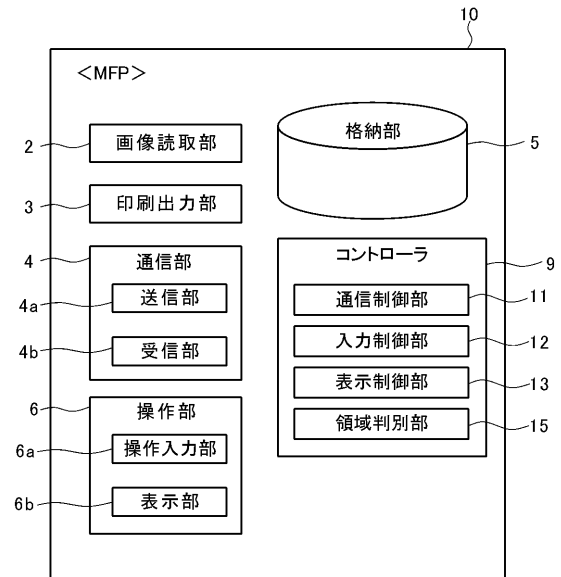 10
<MFP>
2 画像読取部
3 印刷出力部
4 通信部
4a 送信部
4b 受信部
6 操作部
6a 操作入力部
6b 表示部
格納部 5
コントローラ 9
通信制御部 11
入力制御部 12
表示制御部 13
領域判別部 15